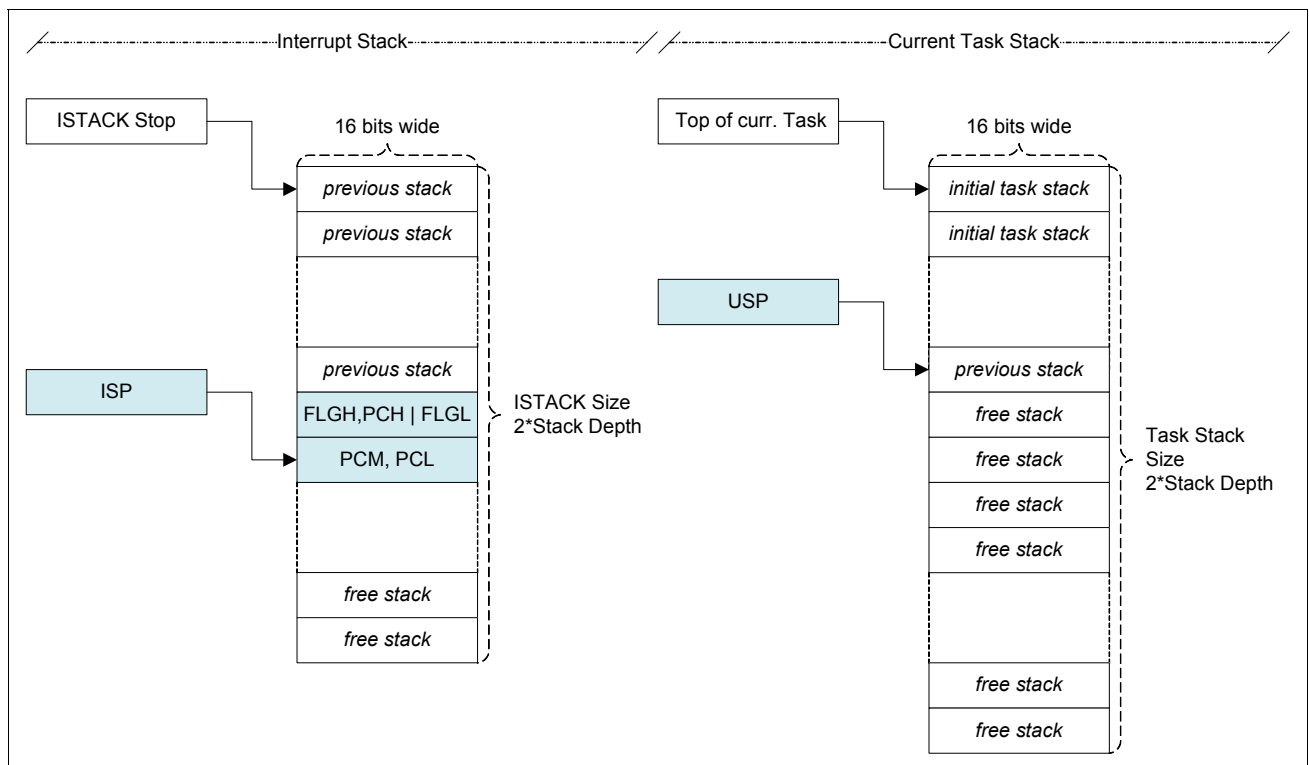 Interrupt Stack
Current Task Stack
ISTACK Stop
16 bits wide
previous stack
previous stack
ISP
previous stack
FLGH,PCH | FLGL
PCM, PCL
free stack
free stack
ISTACK Size
2*Stack Depth
Top of curr. Task
16 bits wide
initial task stack
initial task stack
USP
previous stack
free stack
free stack
free stack
free stack
free stack
free stack
Task Stack
Size
2*Stack Depth